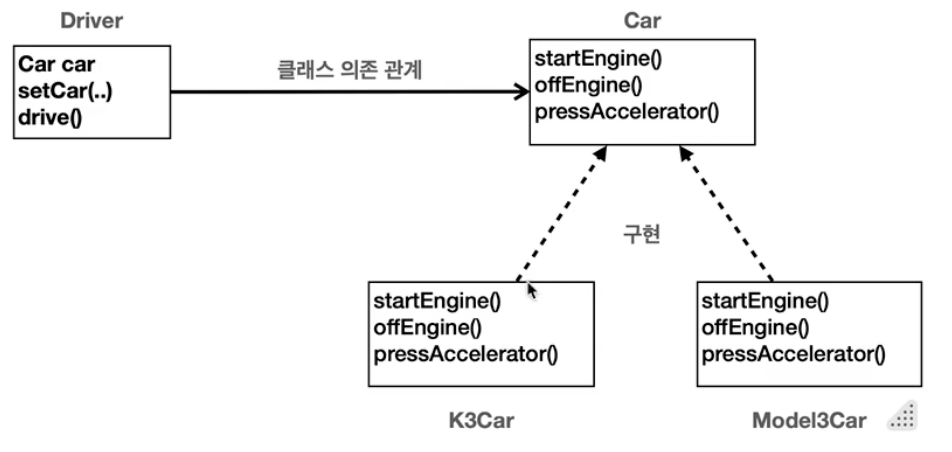 Driver
Car car
setCar(..)
drive()
클래스 의존 관계
Car
startEngine()
offEngine()
pressAccelerator()
구현
startEngine()
offEngine()
pressAccelerator()
K3Car
startEngine()
offEngine()
pressAccelerator()
Model3Car